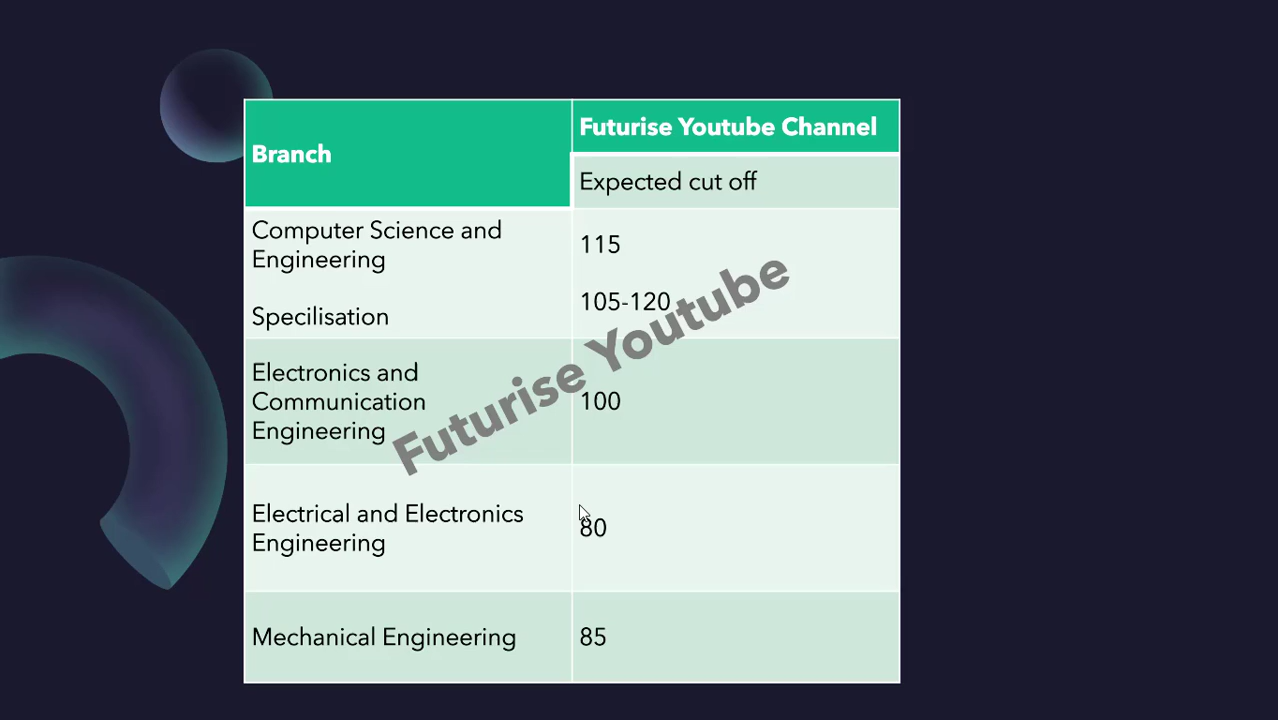 Branch
Futurise Youtube Channel
Expected cut off
Computer Science and
Engineering
115
Specilisation
105-120
Electronics and
Communication
Engineering
100
Electrical and Electronics
Engineering
80
Mechanical Engineering
85
Futurise Youtube